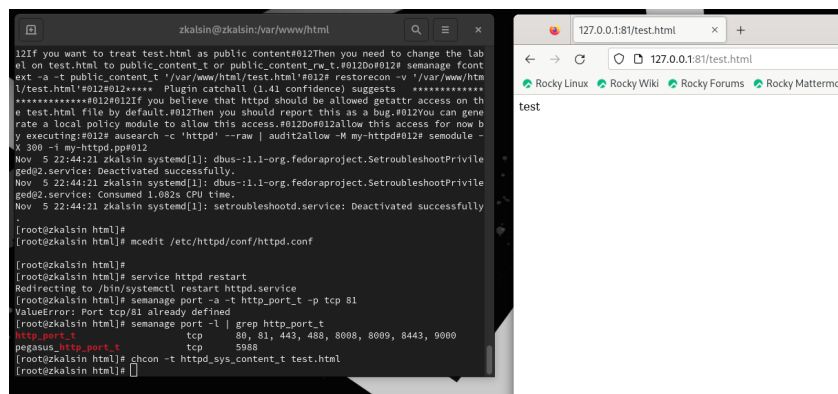 zkalsin@zkalsin:/var/www/html
12If you want to treat test.html as public content#012Then you need to change the lab
el on test.html to public_content_t or public_content_rw_t.#012Do#012# semanage fcont
ext -a -t public_content_t '/var/www/html/test.html'#012# restorecon -v '/var/www/htm
l/test.html'#012#012***** Plugin catchall (1.41 confidence) suggests *************
*************#012#012If you believe that httpd should be allowed getattr access on th
e test.html file by default.#012Then you should report this as a bug.#012You can gene
rate a local policy module to allow this access.#012Do#012allow this access for now b
y executing:#012# ausearch -c 'httpd' --raw | audit2allow -M my-httpd#012# semodule -
X 300 -i my-httpd.pp#012
Nov  5 22:44:21 zkalsin systemd[1]: dbus-:1.1-org.fedoraproject.SetroubleshootPrivile
ged@2.service: Deactivated successfully.
Nov  5 22:44:21 zkalsin systemd[1]: dbus-:1.1-org.fedoraproject.SetroubleshootPrivile
ged@2.service: Consumed 1.082s CPU time.
Nov  5 22:44:21 zkalsin systemd[1]: setroubleshootd.service: Deactivated successfully
.
[root@zkalsin html]#
[root@zkalsin html]# mcedit /etc/httpd/conf/httpd.conf
[root@zkalsin html]#
[root@zkalsin html]# service httpd restart
Redirecting to /bin/systemctl restart httpd.service
[root@zkalsin html]# semanage port -a -t http_port_t -p tcp 81
ValueError: Port tcp/81 already defined
[root@zkalsin html]# semanage port -l | grep http_port_t
http_port_t tcp 80, 81, 443, 488, 8008, 8009, 8443, 9000
pegasus_http_port_t tcp 5988
[root@zkalsin html]# chcon -t httpd_sys_content_t test.html
[root@zkalsin html]#
127.0.0.1:81/test.html
127.0.0.1:81/test.html
Rocky Linux Rocky Wiki Rocky Forums Rocky Mattermo
test